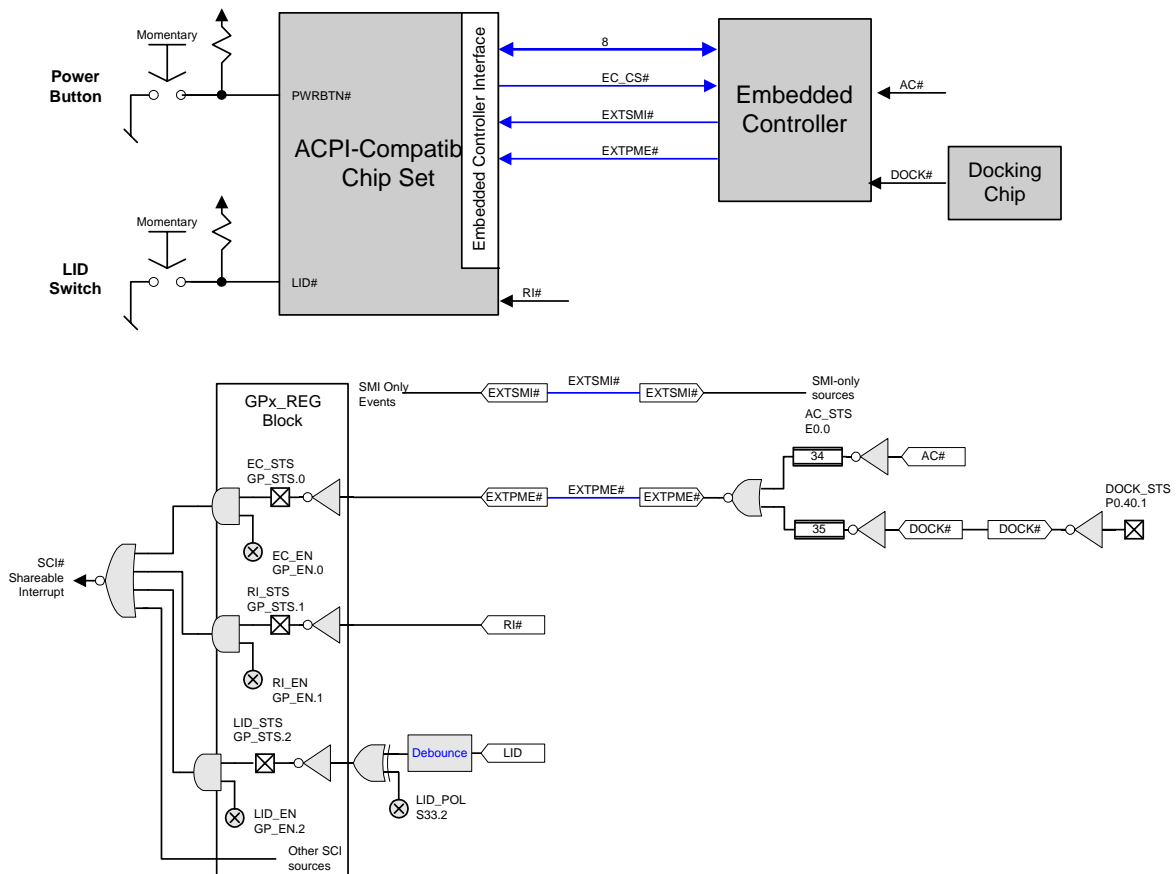 Momentary
Power
Button
PWRBTN#
ACPI-Compatib
Chip Set
Embedded Controller Interface
8
EC_CS#
EXTSMI#
EXTPME#
Embedded
Controller
AC#
DOCK#
Docking
Chip
Momentary
LID
Switch
LID#
RI#
GPx_REG
Block
SMI Only
Events
EXTSMI#
EXTSMI#
EXTSMI#
SMI-only
sources
AC_STS
E0.0
34
AC#
EC_STS
GP_STS.0
EXTPME#
EXTPME#
EXTPME#
DOCK_STS
P0.40.1
35
DOCK#
DOCK#
EC_EN
GP_EN.0
SCI#
Shareable
Interrupt
RI_STS
GP_STS.1
RI#
RI_EN
GP_EN.1
LID_STS
GP_STS.2
Debounce
LID
LID_POL
S33.2
LID_EN
GP_EN.2
Other SCI
sources